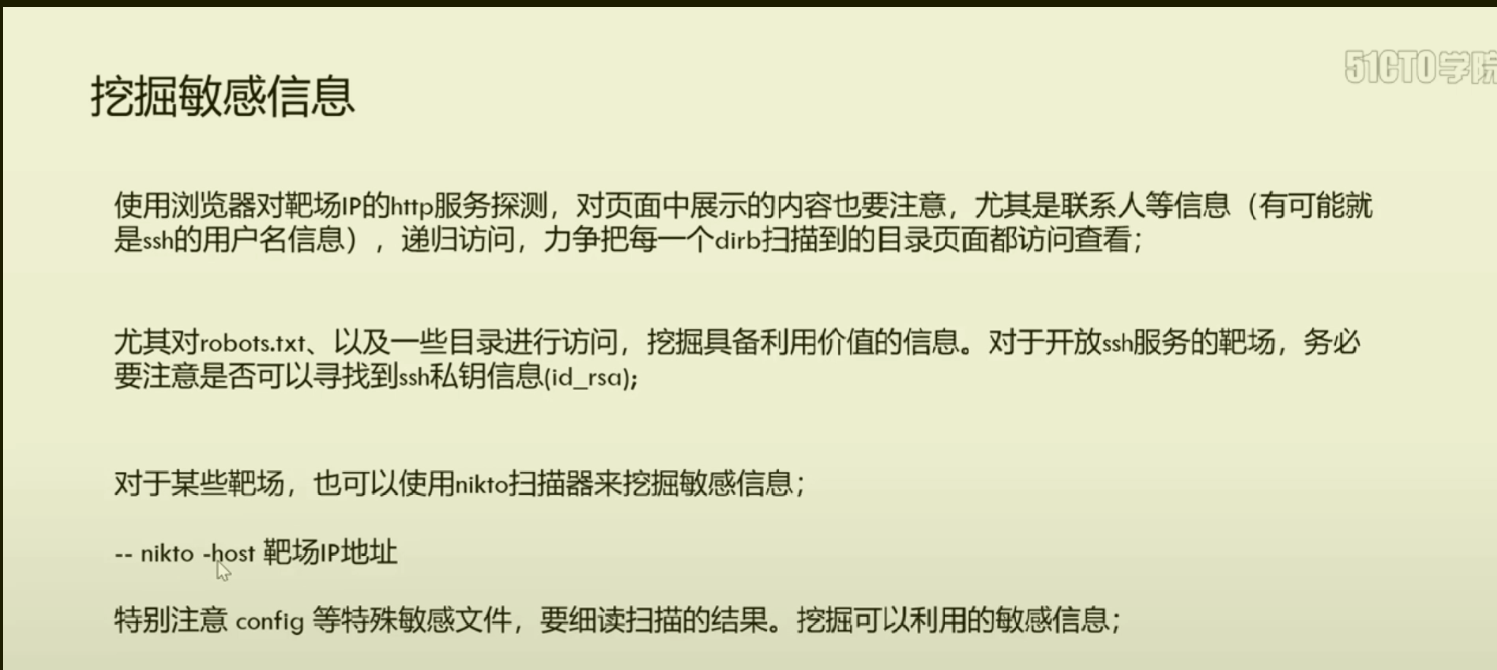 51CTO学院
挖掘敏感信息
使用浏览器对靶场IP的http服务探测，对页面中展示的内容也要注意，尤其是联系人等信息（有可能就
是ssh的用户名信息），递归访问，力争把每一个dirb扫描到的目录页面都访问查看；
尤其对robots.txt、以及一些目录进行访问，挖掘具备利用价值的信息。对于开放ssh服务的靶场，务必
要注意是否可以寻找到ssh私钥信息(id_rsa);
对于某些靶场，也可以使用nikto扫描器来挖掘敏感信息；
-- nikto -host 靶场IP地址
特别注意 config 等特殊敏感文件，要细读扫描的结果。挖掘可以利用的敏感信息；